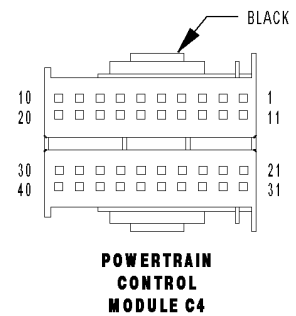 BLACK
10 1
20 11
30 21
40 31
POWERTRAIN
CONTROL
MODULE C4